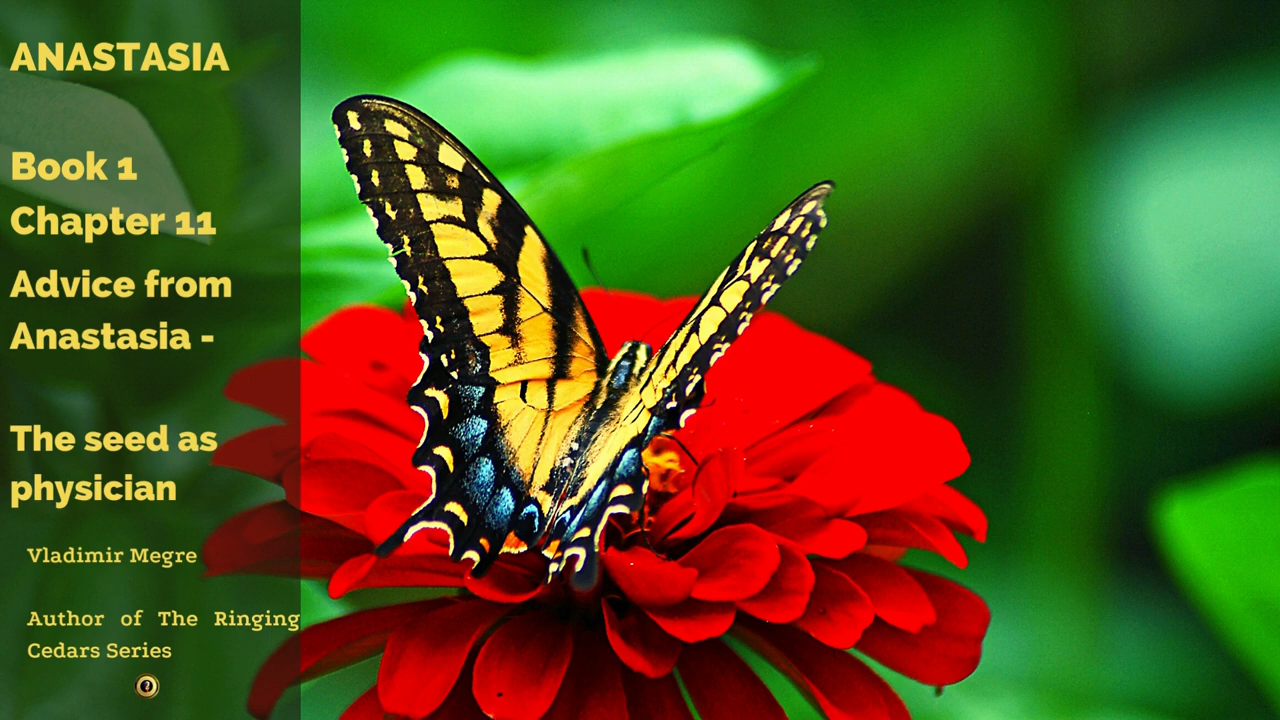 ANASTASIA
Book 1
Chapter 11
Advice from
Anastasia -
The seed as
physician
Vladimir Megre
Author of The Ringing
Cedars Series